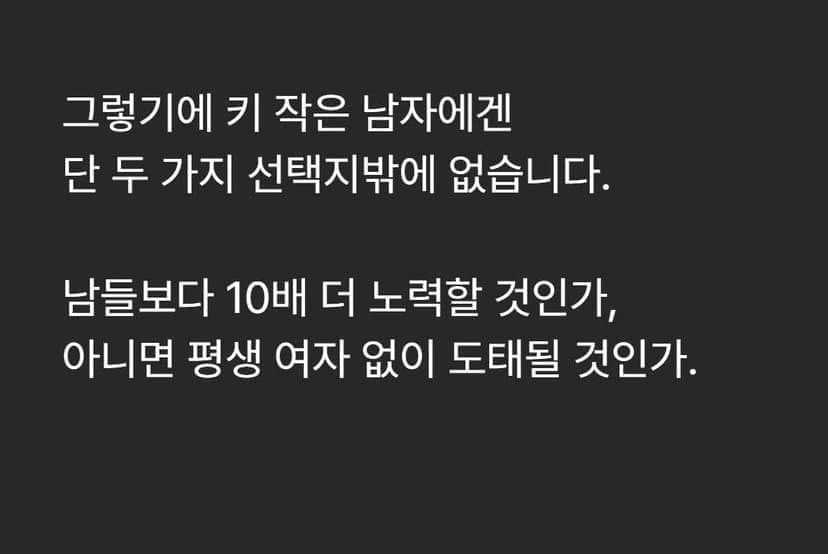 그렇기에 키 작은 남자에겐
단 두 가지 선택지밖에 없습니다.
남들보다 10배 더 노력할 것인가,
아니면 평생 여자 없이 도태될 것인가.